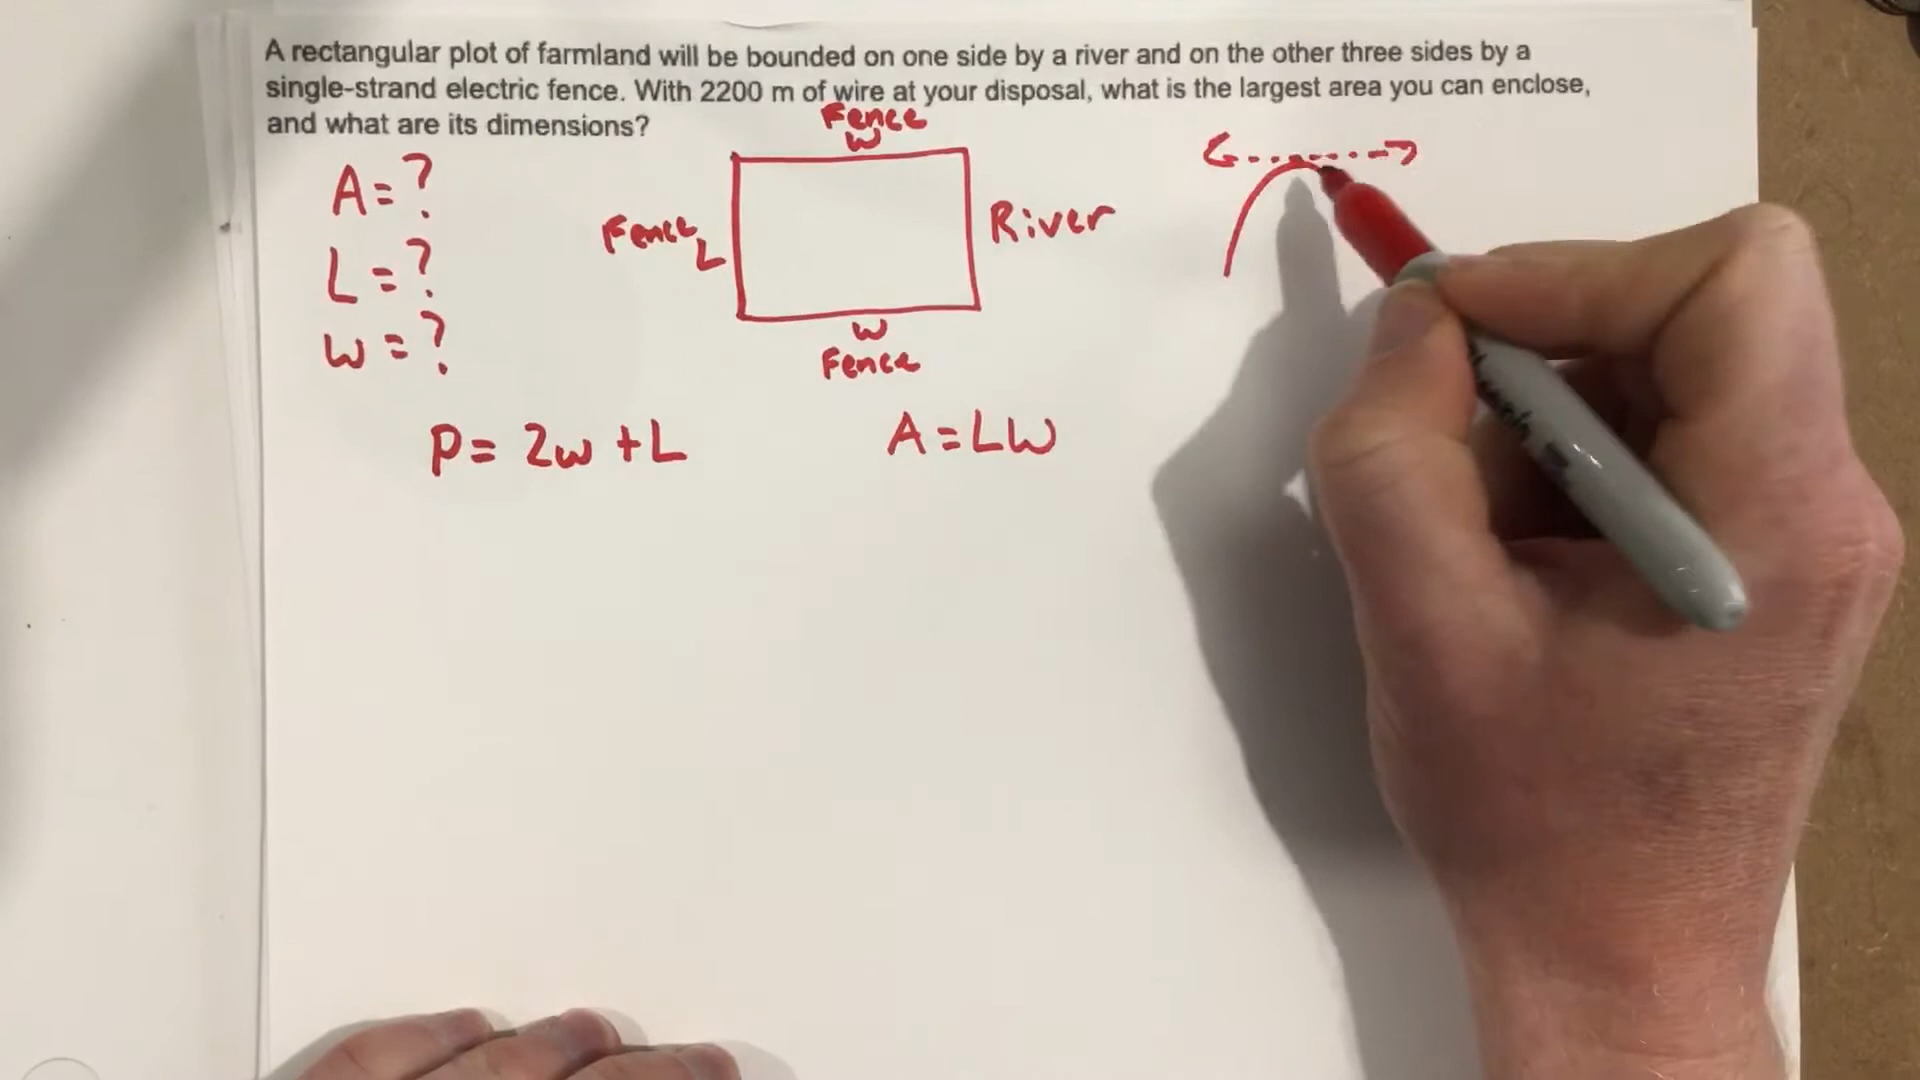 A rectangular plot of farmland will be bounded on one side by a river and on the other three sides by a
single-strand electric fence. With 2200 m of wire at your disposal, what is the largest area you can enclose,
and what are its dimensions?
Fence
W
A=?
L=?
W=?
Fence
L
River
W
Fence
P= 2w +L
A=LW